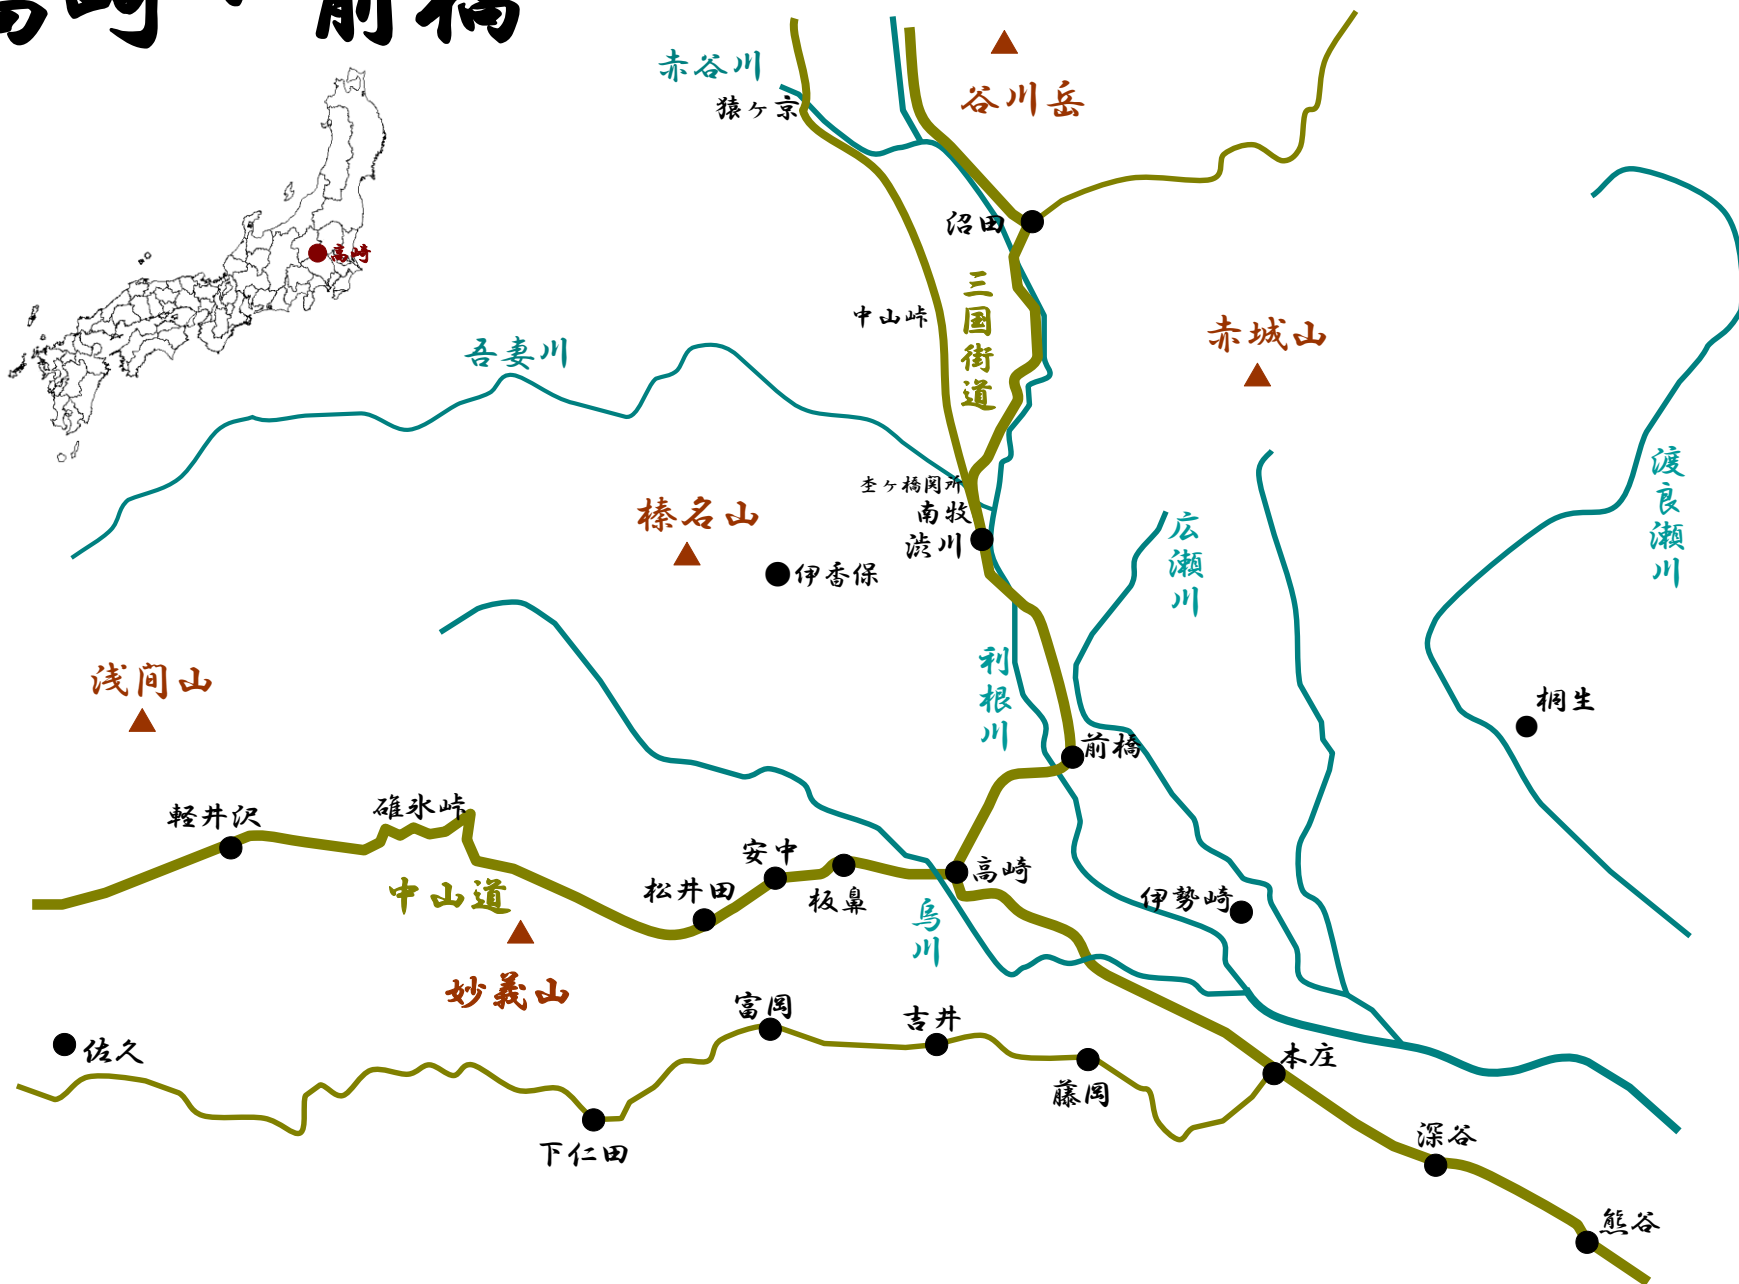 高崎・前橋
赤谷川
谷川岳
猿ヶ京
沼田
高崎
三国街道
中山峠
赤城山
吾妻川
渡良瀬川
杢ヶ橋関所
南牧
渋川
榛名山
広瀬川
伊香保
利根川
浅间山
桐生
前橋
軽井沢
碓氷峠
安中
高崎
中山道
松井田
板鼻
伊勢崎
烏川
妙義山
富岡
吉井
佐久
本庄
藤岡
下仁田
深谷
熊谷